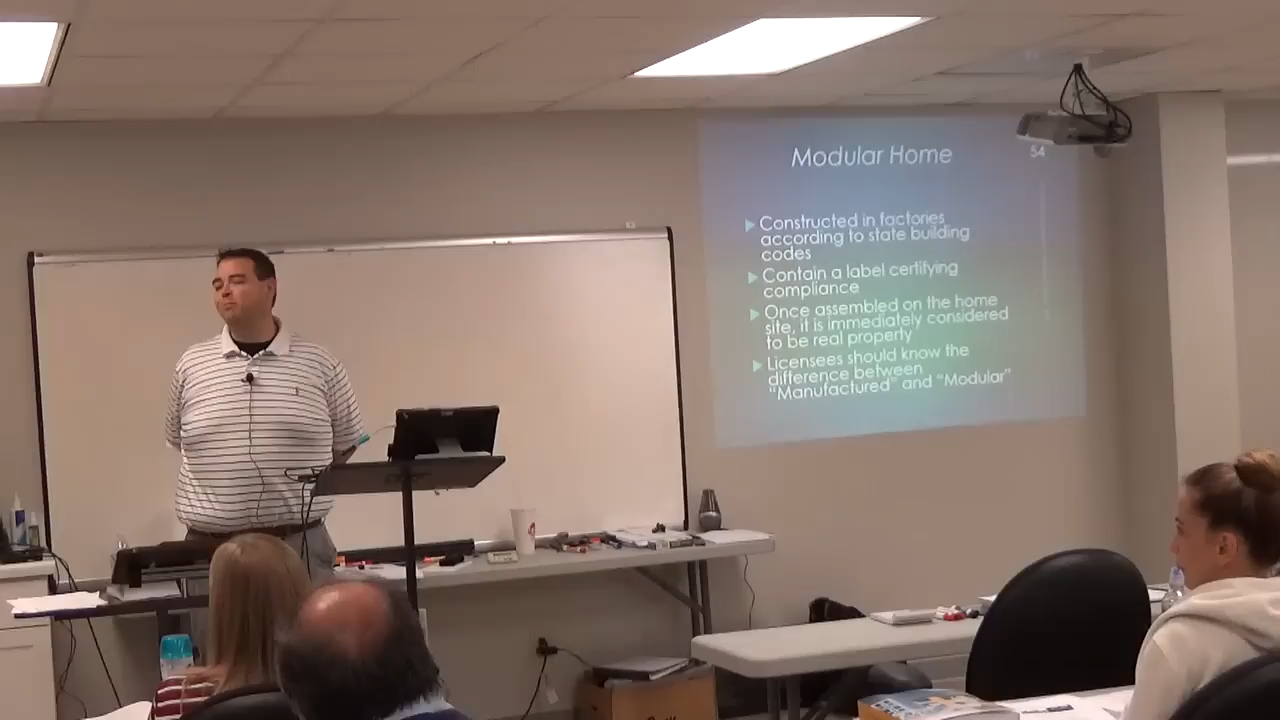 Modular Home
54
Constructed in factories
according to state building
codes
Contain a label certifying
compliance
Once assembled on the home
site, it is immediately considered
to be real property
Licensees should know the
difference between
"Manufactured" and "Modular"